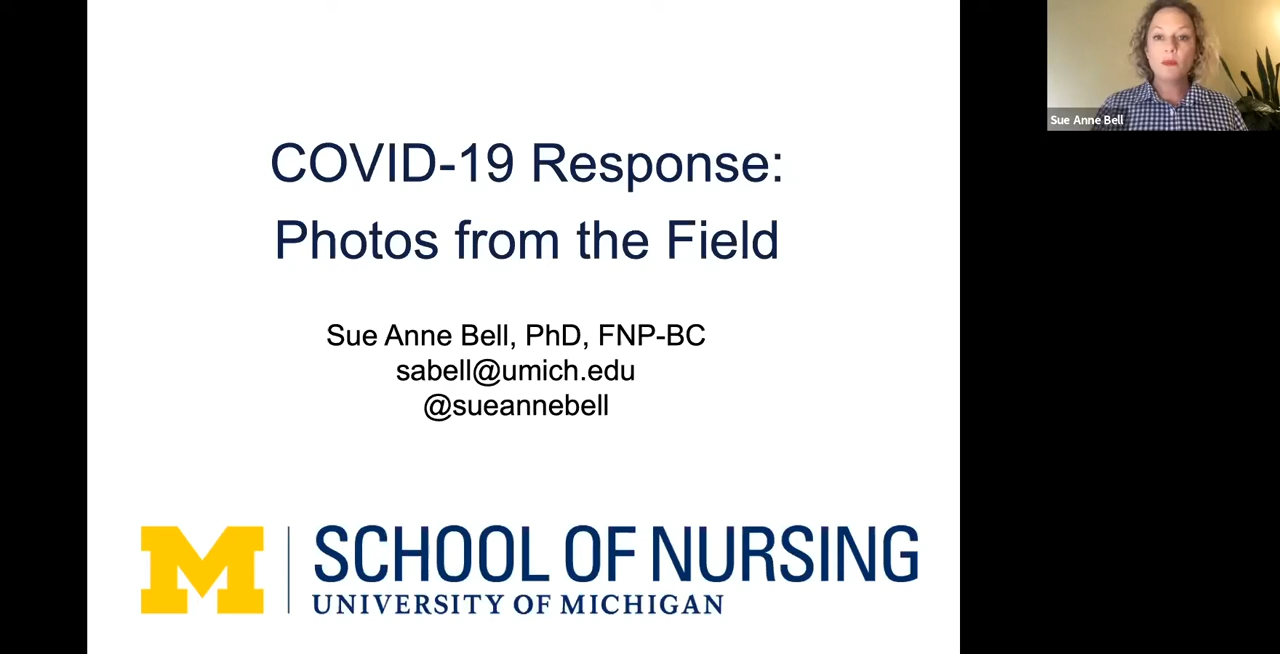 COVID-19 Response:
Photos from the Field
Sue Anne Bell, PhD, FNP-BC
sabell@umich.edu
@sueannebell
M
SCHOOL OF NURSING
UNIVERSITY OF MICHIGAN
Sue Anne Bell